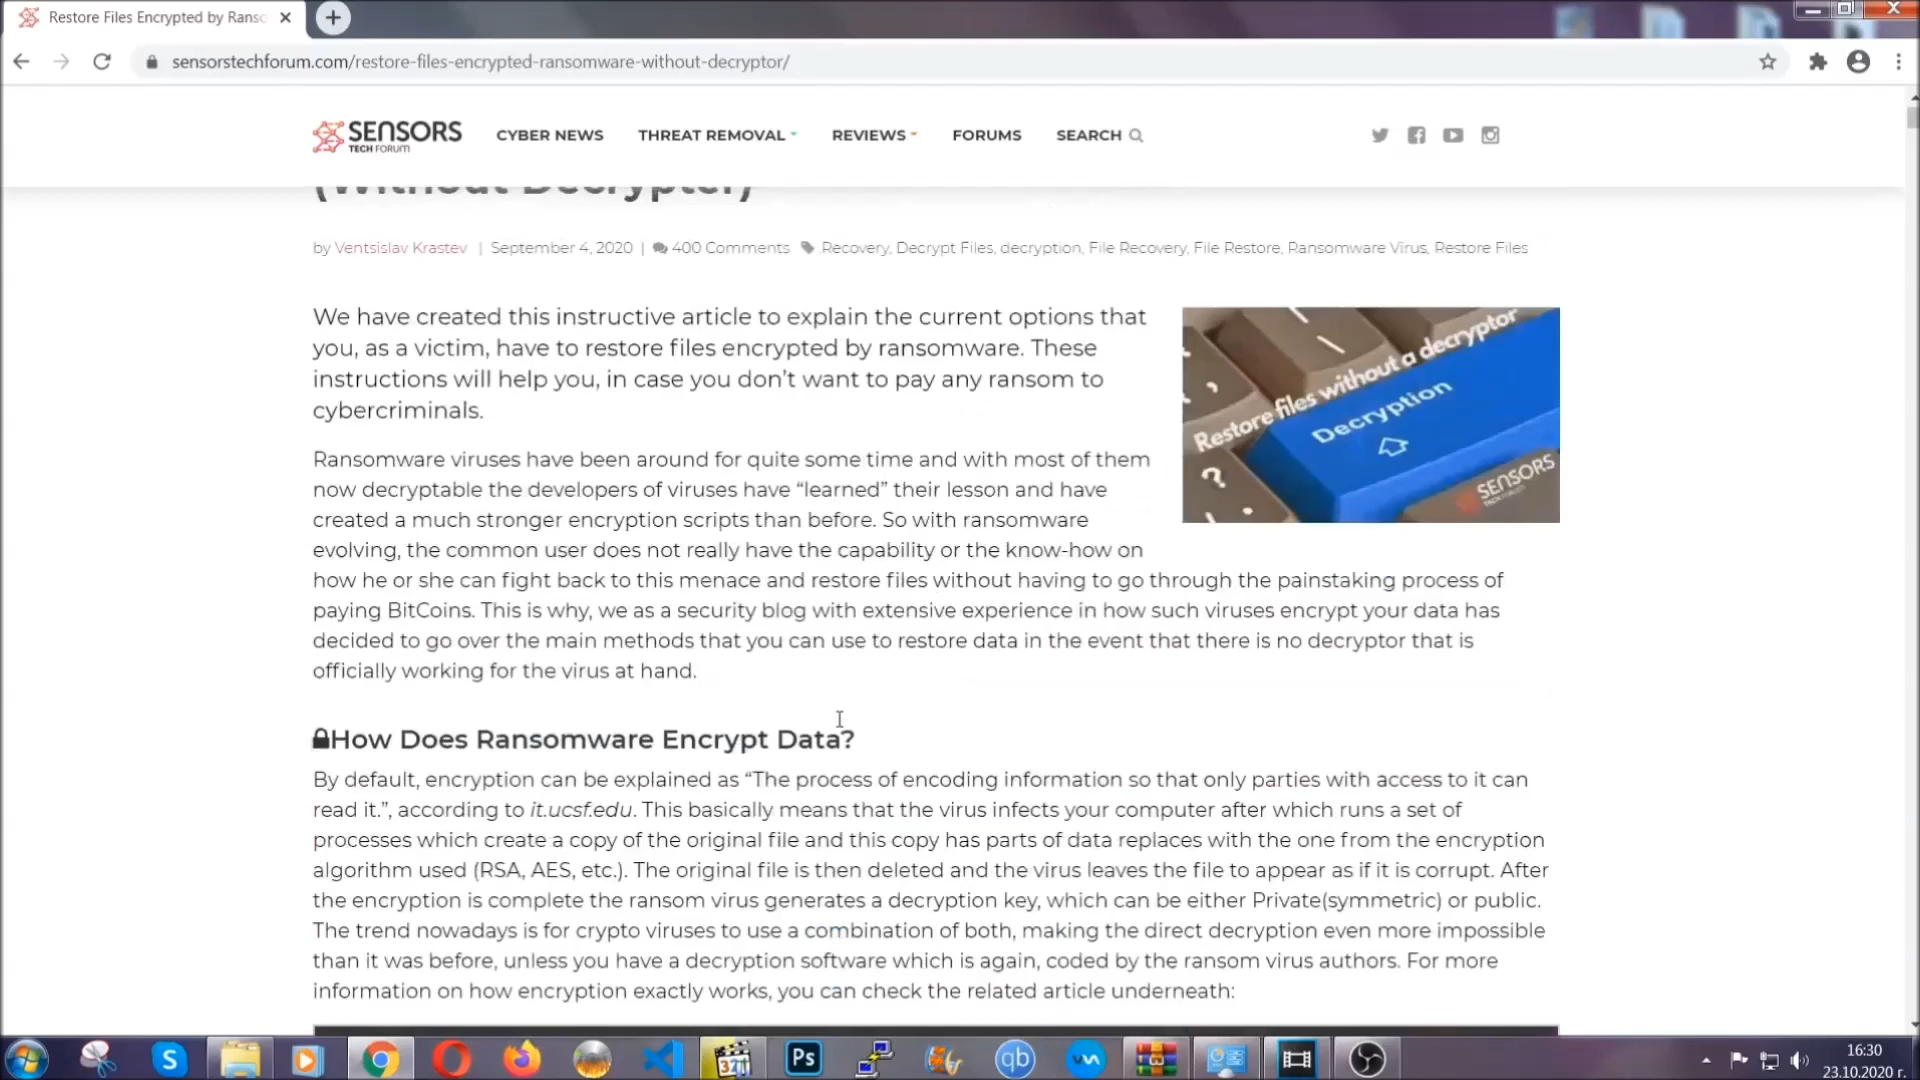 Restore Files Encrypted by Ranso
sensorstechforum.com/restore-files-encrypted-ransomware-without-decryptor/
SENSORS
TECH FORUM
CYBER NEWS
THREAT REMOVAL
REVIEWS
FORUMS
SEARCH
(Without Decrypter)
by Ventsislav Krastev | September 4, 2020 | 400 Comments Recovery, Decrypt Files, decryption, File Recovery, File Restore, Ransomware Virus, Restore Files
We have created this instructive article to explain the current options that
you, as a victim, have to restore files encrypted by ransomware. These
instructions will help you, in case you don’t want to pay any ransom to
cybercriminals.
Restore files without a decryptor
Decryption
SENSORS
Ransomware viruses have been around for quite some time and with most of them
now decryptable the developers of viruses have “learned” their lesson and have
created a much stronger encryption scripts than before. So with ransomware
evolving, the common user does not really have the capability or the know-how on
how he or she can fight back to this menace and restore files without having to go through the painstaking process of
paying BitCoins. This is why, we as a security blog with extensive experience in how such viruses encrypt your data has
decided to go over the main methods that you can use to restore data in the event that there is no decryptor that is
officially working for the virus at hand.
How Does Ransomware Encrypt Data?
By default, encryption can be explained as “The process of encoding information so that only parties with access to it can
read it.”, according to it.ucsf.edu. This basically means that the virus infects your computer after which runs a set of
processes which create a copy of the original file and this copy has parts of data replaces with the one from the encryption
algorithm used (RSA, AES, etc.). The original file is then deleted and the virus leaves the file to appear as if it is corrupt. After
the encryption is complete the ransom virus generates a decryption key, which can be either Private(symmetric) or public.
The trend nowadays is for crypto viruses to use a combination of both, making the direct decryption even more impossible
than it was before, unless you have a decryption software which is again, coded by the ransom virus authors. For more
information on how encryption exactly works, you can check the related article underneath:
S
321
Ps
qb
16:30
23.10.2020 г.